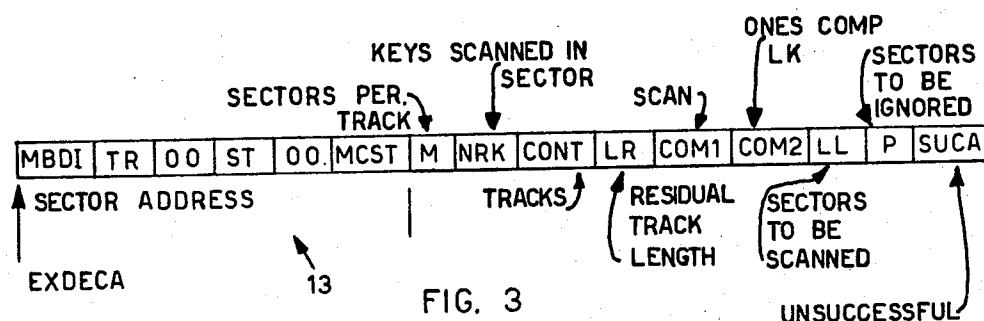 KEYS SCANNED IN
SECTOR
ONES COMP
LK
SECTORS
TO BE
IGNORED
SECTORS PER.
TRACK
SCAN
MBDI TR 00 ST 00. MCST M NRK CONT LR COM1 COM2 LL P SUCA
SECTOR ADDRESS
TRACKS
RESIDUAL
TRACK
LENGTH
SECTORS
TO BE
SCANNED
EXDECA
13
FIG. 3
UNSUCCESSFUL